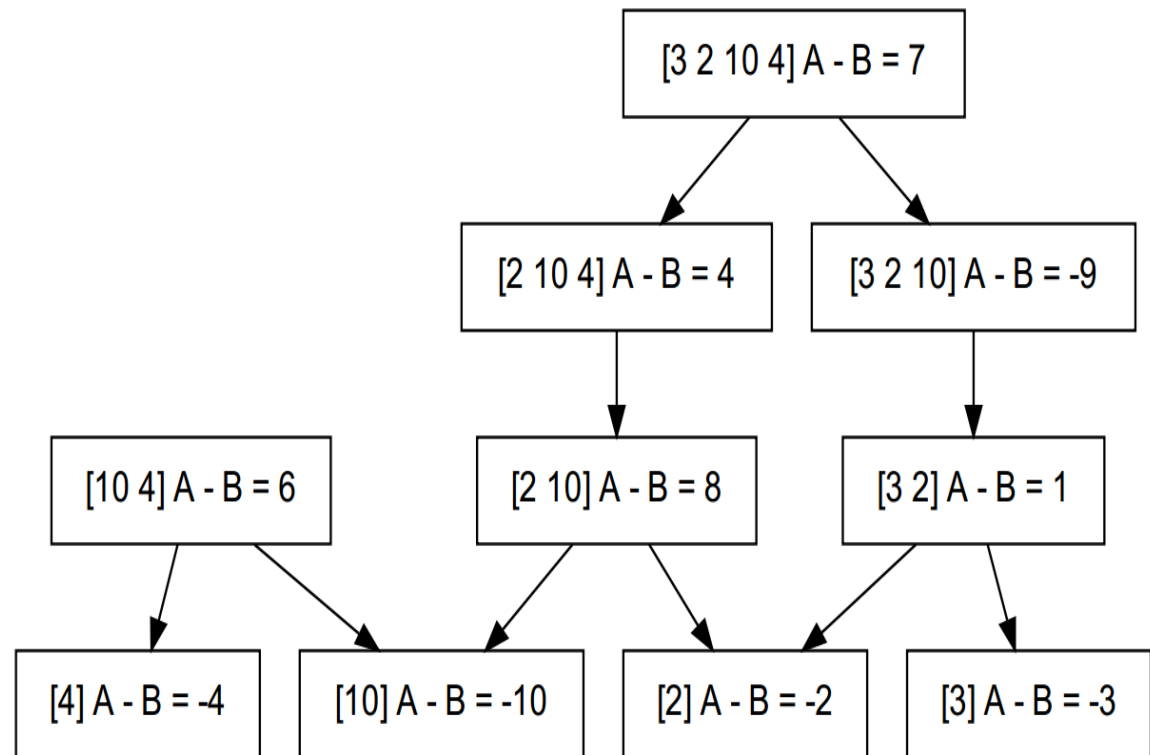 [3 2 10 4] A - B = 7
[2 10 4] A - B = 4
[3 2 10] A - B = -9
[10 4] A - B = 6
[2 10] A - B = 8
[3 2] A - B = 1
[4] A - B = -4
[10] A - B = -10
[2] A - B = -2
[3] A - B = -3